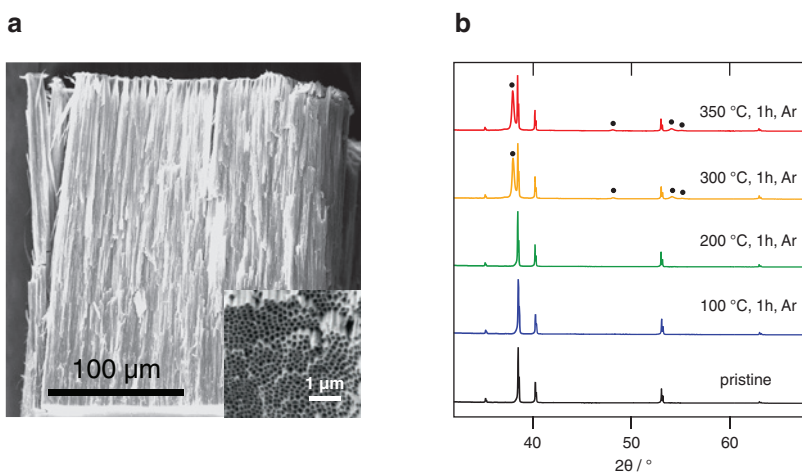 a
b
100 µm
1 µm
350 °C, 1h, Ar
300 °C, 1h, Ar
200 °C, 1h, Ar
100 °C, 1h, Ar
pristine
40
50
60
2θ / °